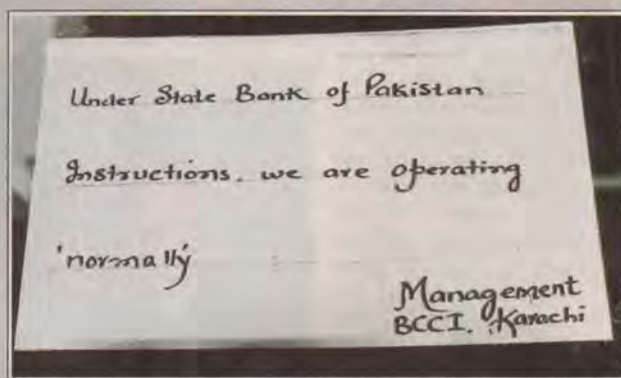 Under State Bank of Pakistan
Instructions. we are operating
'normally'
Management
BCCI. Karachi